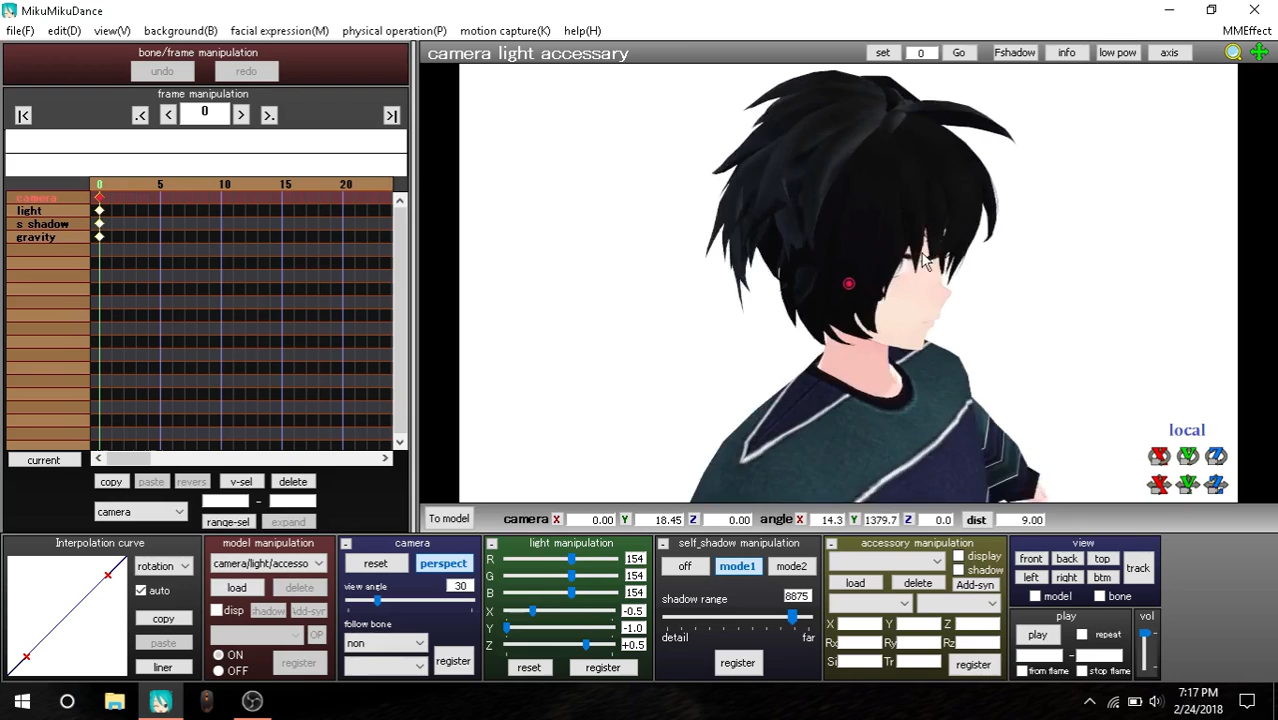 MikuMikuDance
file(F) edit(D) view(V) background(B) facial expression(M) physical operation(P) motion capture(K) help(H) MMEffect
bone/frame manipulation
undo redo
frame manipulation
.< < 0 > >.
camera light accessary set 0 Go Fshadow info low pow axis
0 5 10 15 20
camera
light
s shadow
gravity
current
copy paste revers v-sel delete
camera -
range-sel expand
local
X Y Z
X Y Z
To model camera X 0.00 Y 18.45 Z 0.00 angle X 14.3 Y 1379.7 Z 0.0 dist 9.00
Interpolation curve
rotation
auto
copy
paste
liner
model manipulation
camera/light/accesso
load delete
disp shadow Add-syn
OP
ON
OFF
register
camera
reset perspect
view angle 30
follow bone
non
register
light manipulation
R 154
G 154
B 154
X -0.5
Y -1.0
Z +0.5
reset register
self_shadow manipulation
off mode1 mode2
shadow range 8875
detail far
register
accessory manipulation
display
shadow
load delete Add-syn
X Y Z
Rx Ry Rz
Si Tr register
view
front back top
left right btm track
model bone
play
play repeat
-
from flame stop flame
vol
7:17 PM
2/24/2018